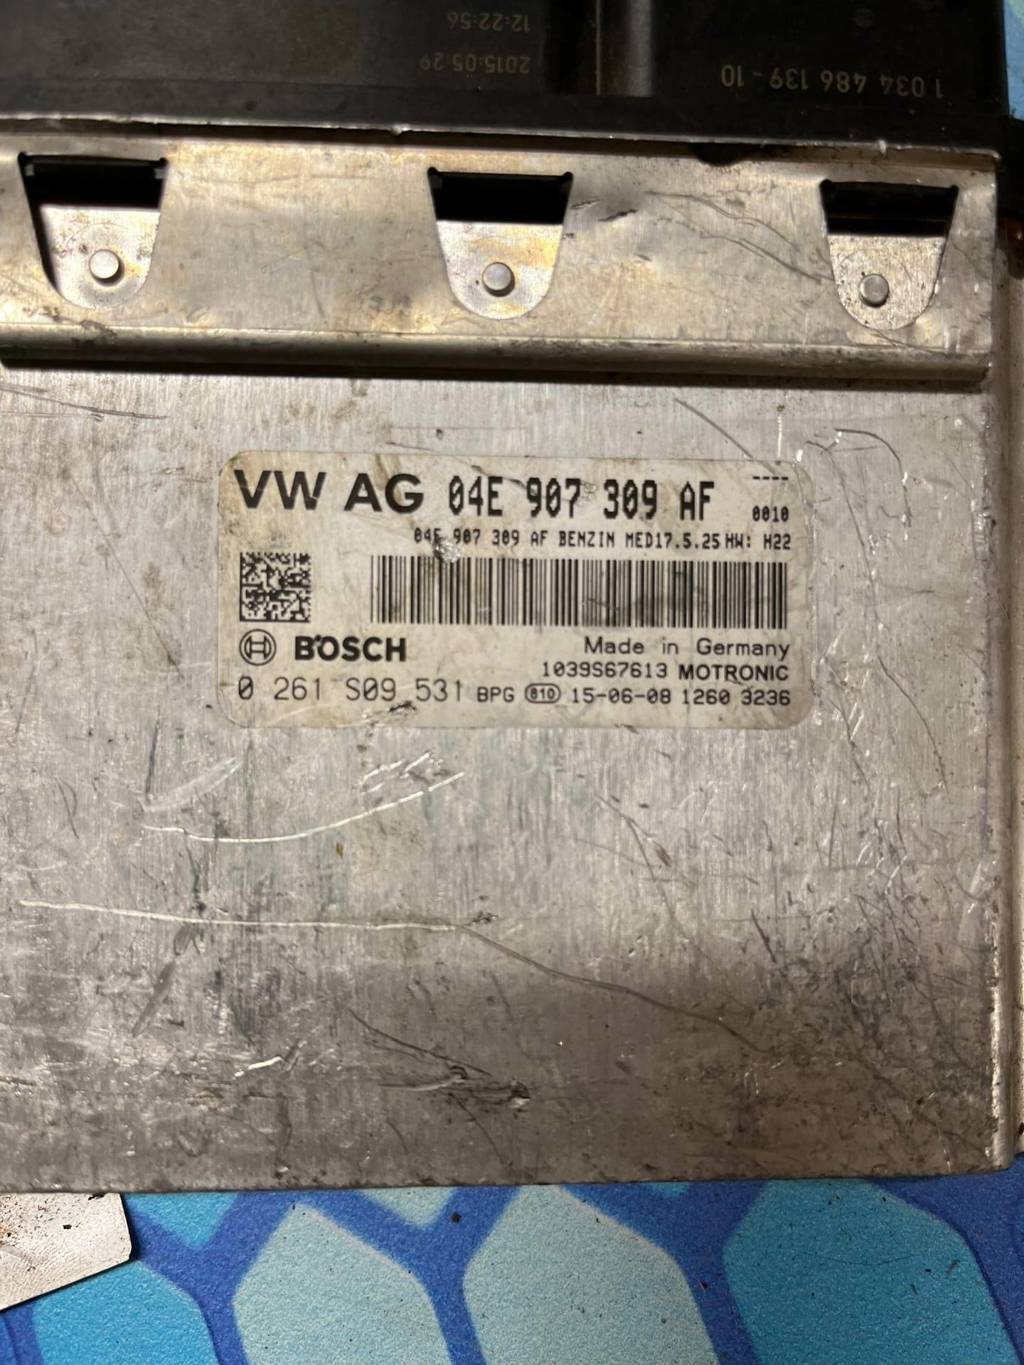 12:22:56
2015:05:29
1 034 486 139-10
VW AG 04E 907 309 AF
----
0010
04E 907 309 AF BENZIN MED17.5.25 HW: H22
BOSCH
Made in Germany
1039S67613 MOTRONIC
0 261 S09 531 BPG 810 15-06-08 1260 3236